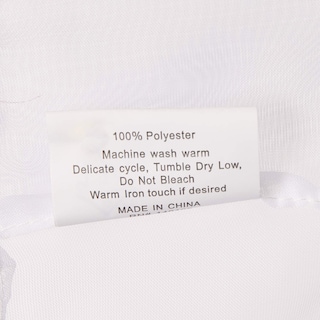 100% Polyester
Machine wash warm
Delicate cycle, Tumble Dry Low,
Do Not Bleach
Warm Iron touch if desired
MADE IN CHINA